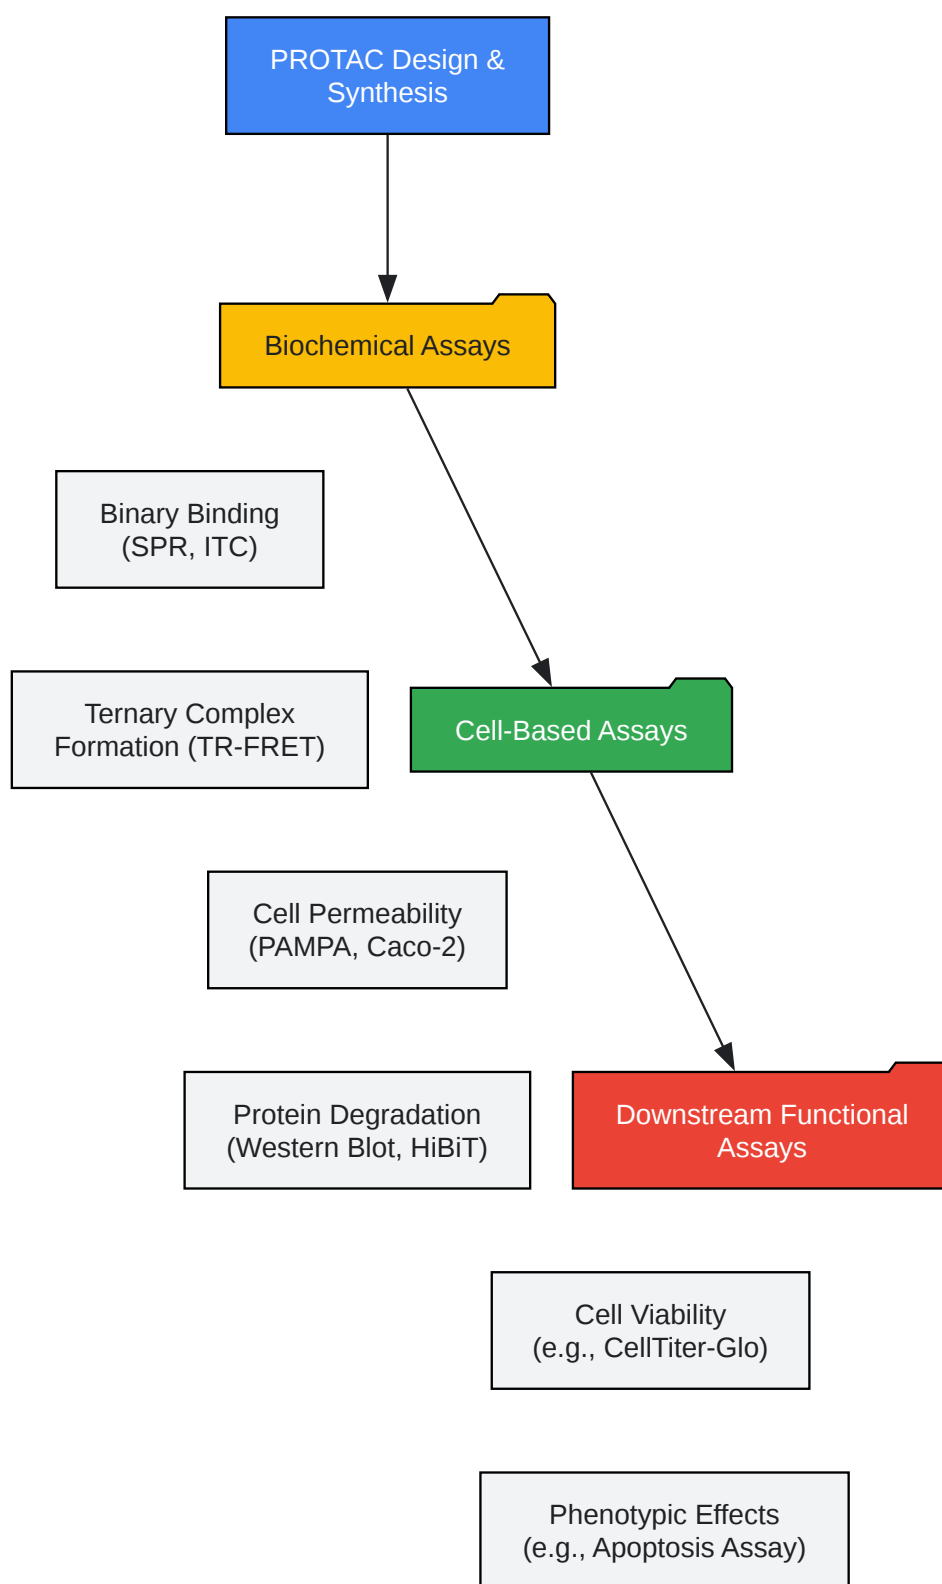 PROTAC Design &
Synthesis
Biochemical Assays
Binary Binding
(SPR, ITC)
Ternary Complex
Formation (TR-FRET)
Cell-Based Assays
Cell Permeability
(PAMPA, Caco-2)
Protein Degradation
(Western Blot, HiBiT)
Downstream Functional
Assays
Cell Viability
(e.g., CellTiter-Glo)
Phenotypic Effects
(e.g., Apoptosis Assay)